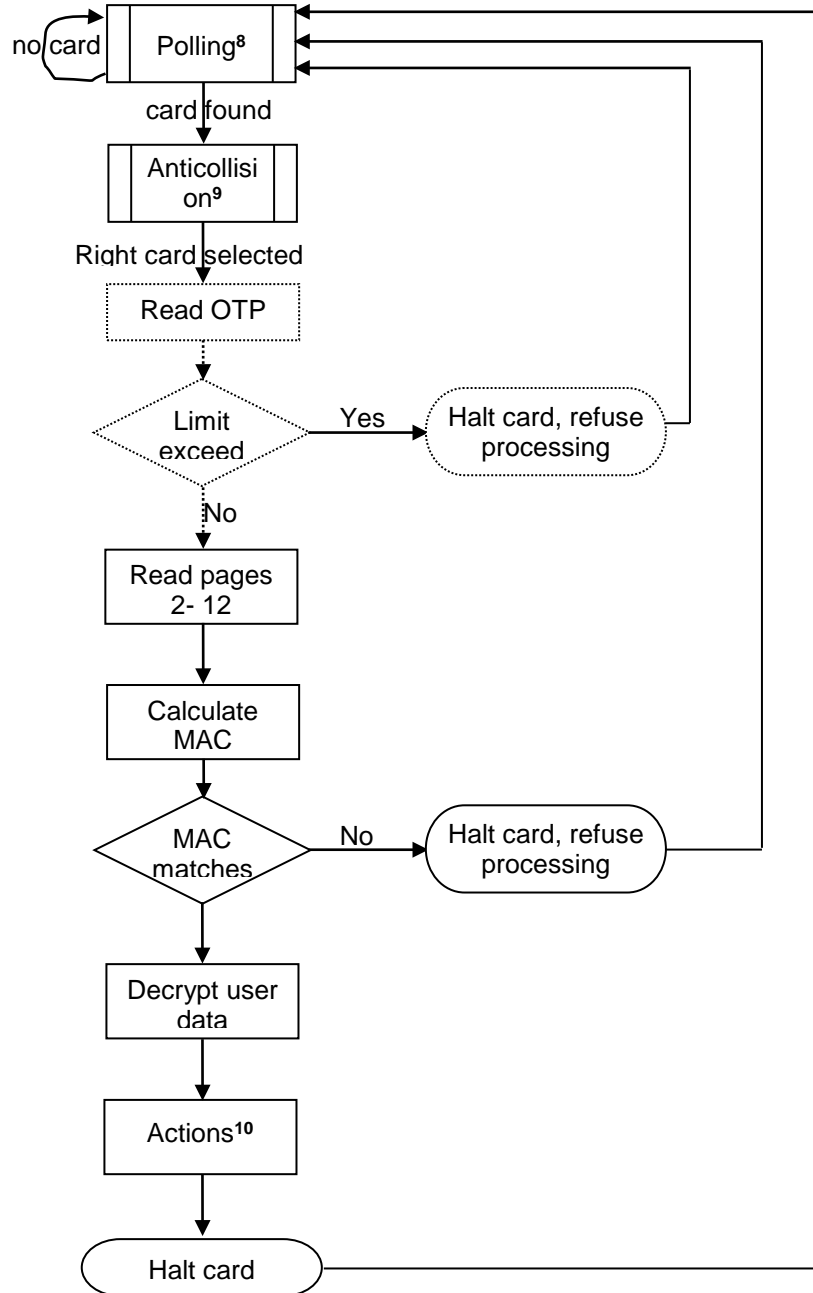 no card
Polling⁸
card found
Anticollisi
on⁹
Right card selected
Read OTP
Limit
exceed
Yes
Halt card, refuse
processing
No
Read pages
2- 12
Calculate
MAC
MAC
matches
No
Halt card, refuse
processing
Decrypt user
data
Actions¹⁰
Halt card